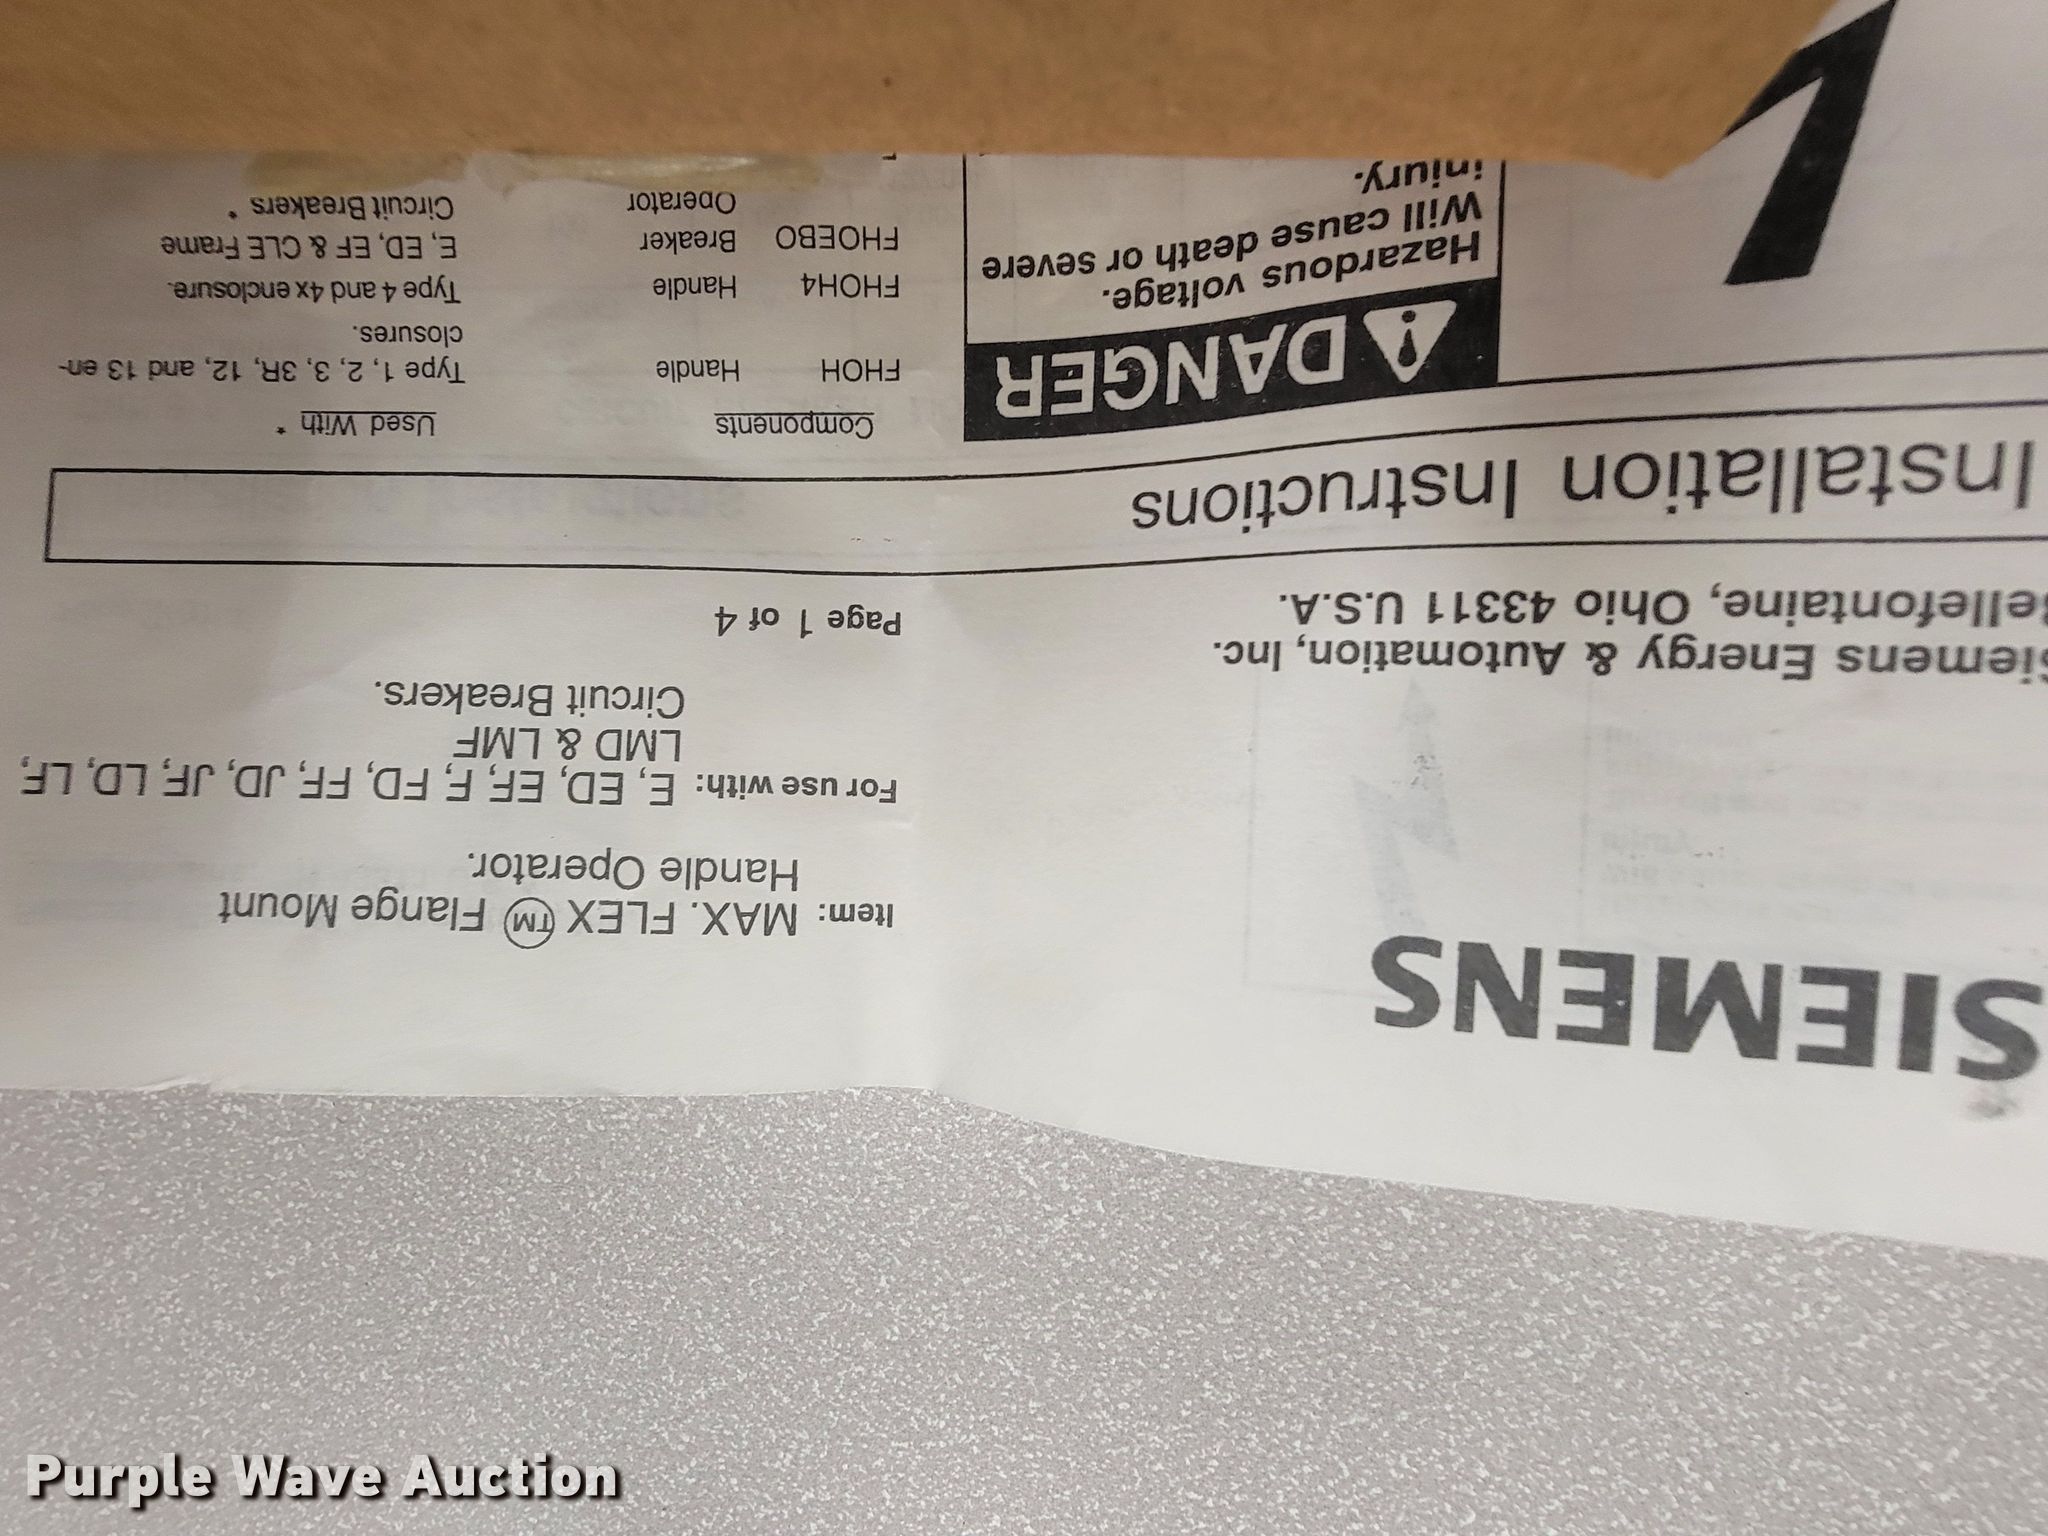 SIEMENS
Siemens Energy & Automation, Inc.
Bellefontaine, Ohio 43311 U.S.A.
Item: MAX. FLEX TM Flange Mount
Handle Operator.
For use with: E, ED, EF, F, FD, FF, JD, JF, LD, LF,
LMD & LMF
Circuit Breakers.
Page 1 of 4
Installation Instructions
DANGER
Hazardous voltage.
Will cause death or severe
injury.
Components Used With *
FHOH Handle Type 1, 2, 3, 3R, 12, and 13 en-
closures.
FHOH4 Handle Type 4 and 4x enclosure.
FHOEBO Breaker E, ED, EF & CLE Frame
Operator Circuit Breakers *
Purple Wave Auction